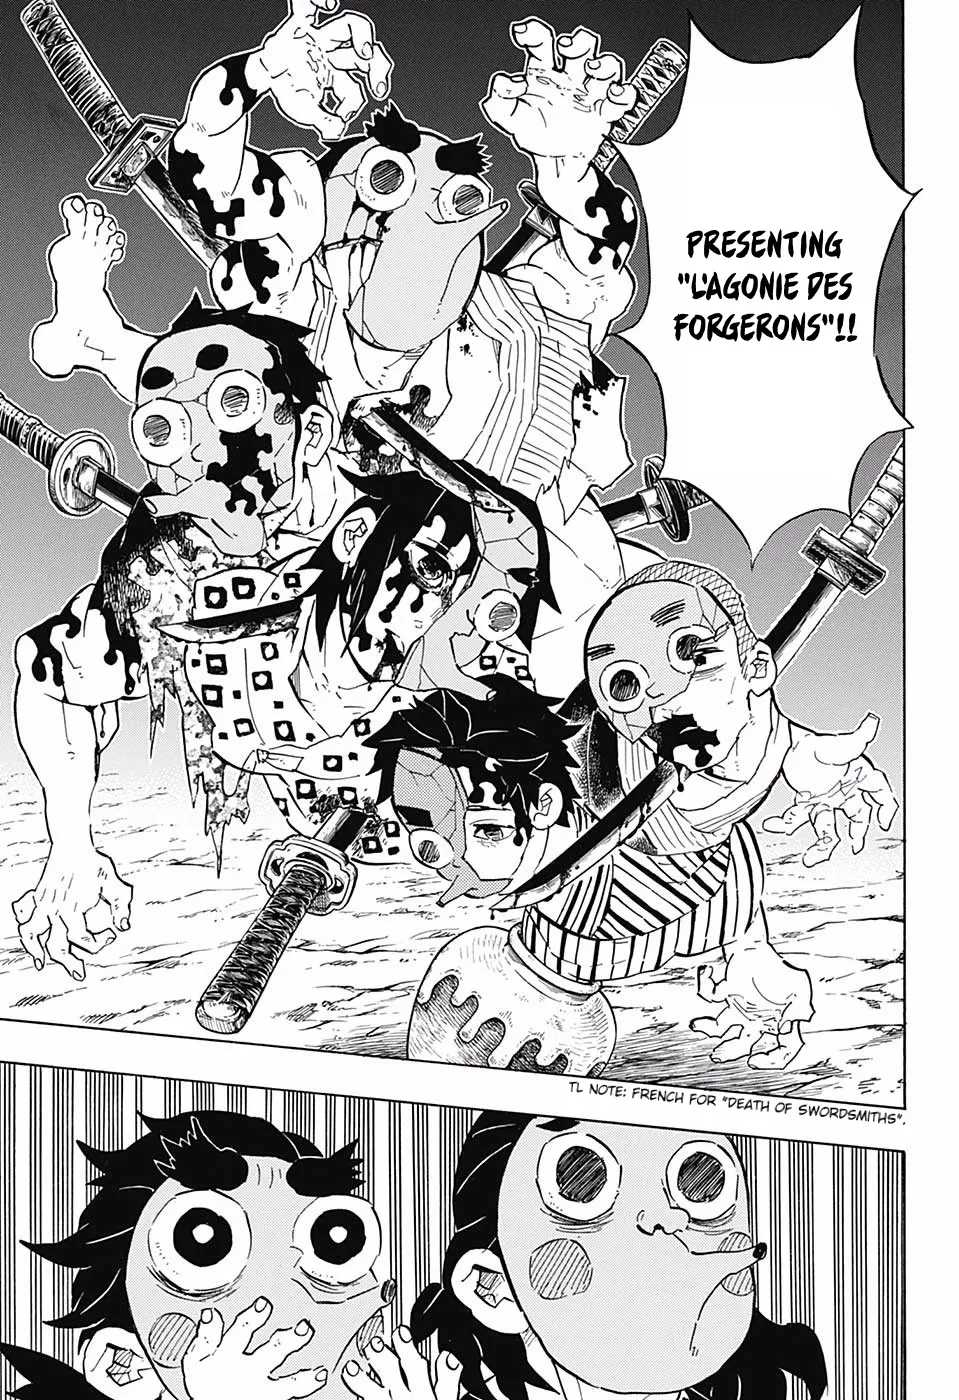 PRESENTING
"L'AGONIE DES
FORGERONS"!!
TL NOTE: FRENCH FOR "DEATH OF SWORDSMITHS".